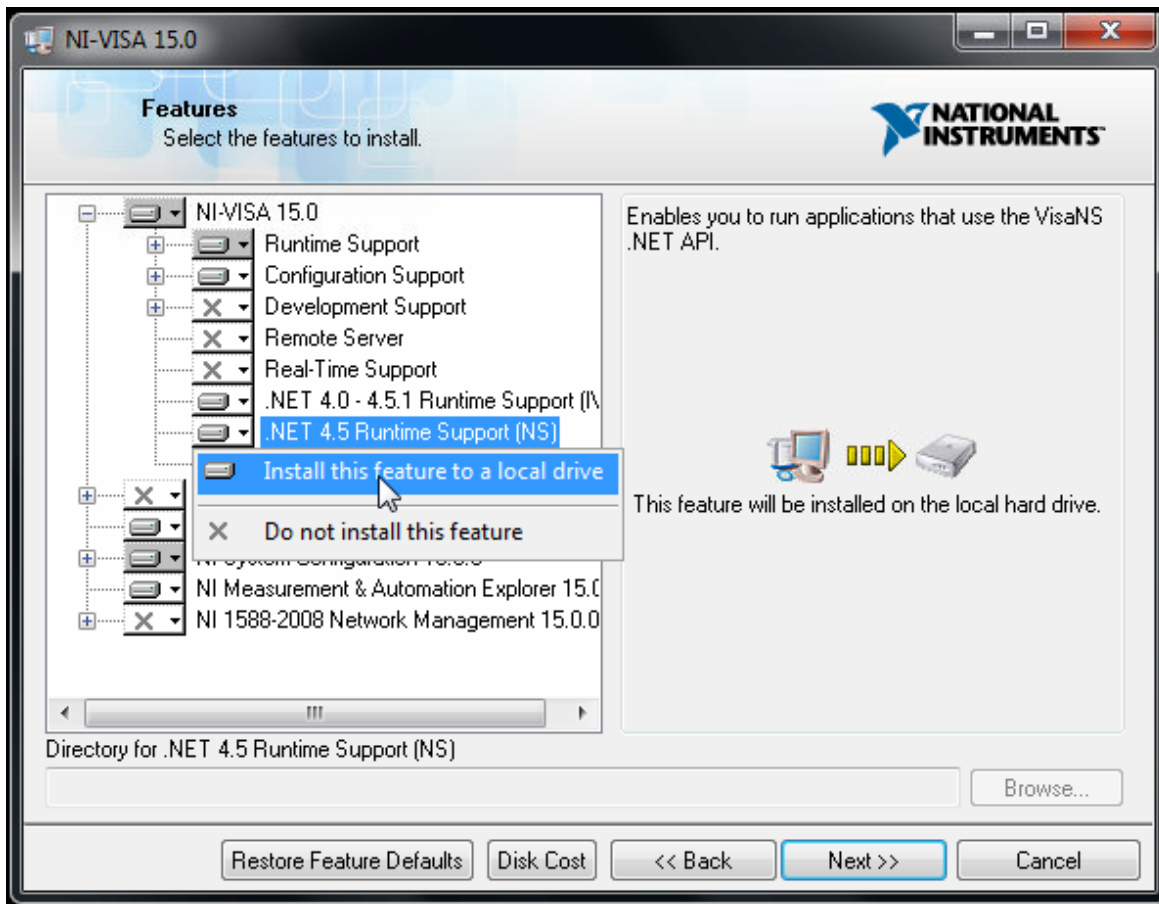 NI-VISA 15.0
Features
Select the features to install.
NATIONAL
INSTRUMENTS
NI-VISA 15.0
Runtime Support
Configuration Support
Development Support
Remote Server
Real-Time Support
.NET 4.0 - 4.5.1 Runtime Support (I\
.NET 4.5 Runtime Support (NS)
Install this feature to a local drive
Do not install this feature
NI System Configuration
NI Measurement & Automation Explorer 15.0
NI 1588-2008 Network Management 15.0.0
Enables you to run applications that use the VisaNS
.NET API.
This feature will be installed on the local hard drive.
Directory for .NET 4.5 Runtime Support (NS)
Browse...
Restore Feature Defaults
Disk Cost
<< Back
Next >>
Cancel